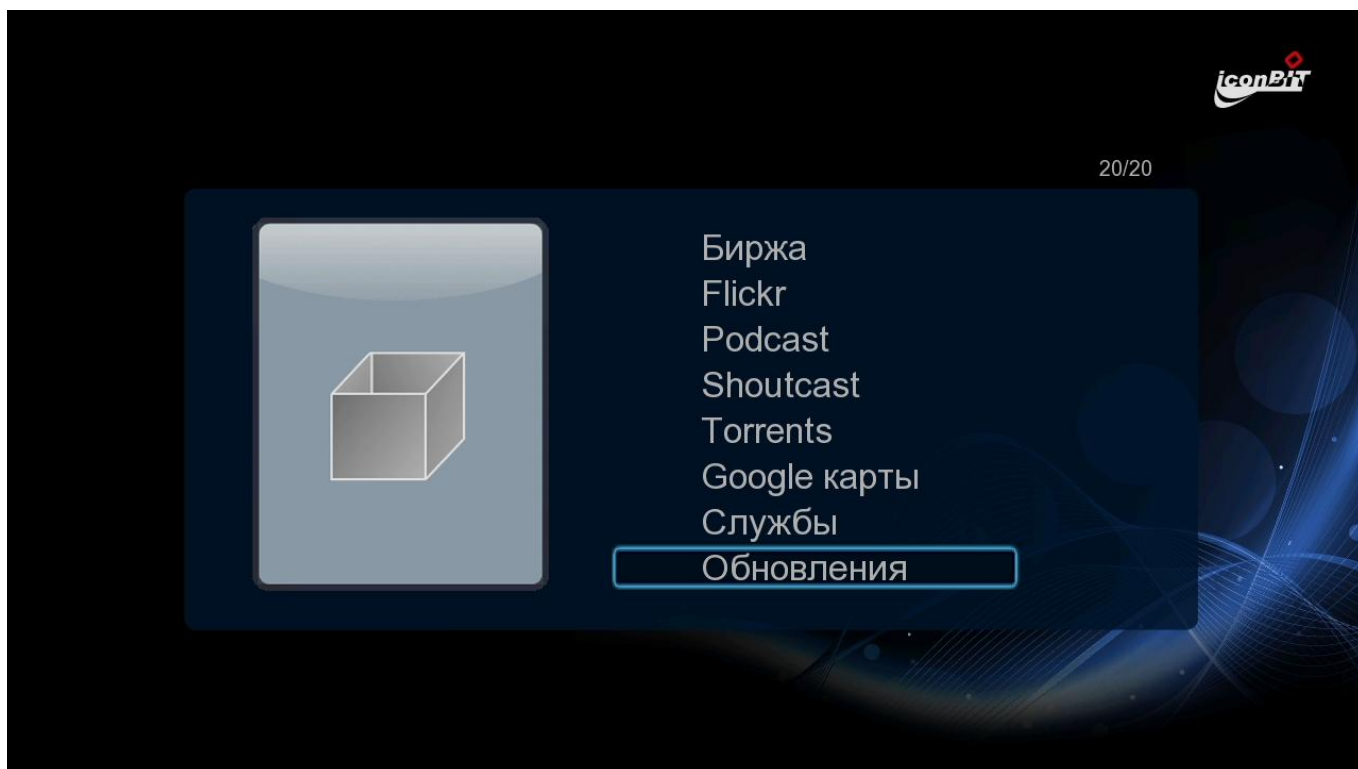 iconBIT
20/20
Биржа
Flickr
Podcast
Shoutcast
Torrents
Google карты
Службы
Обновления